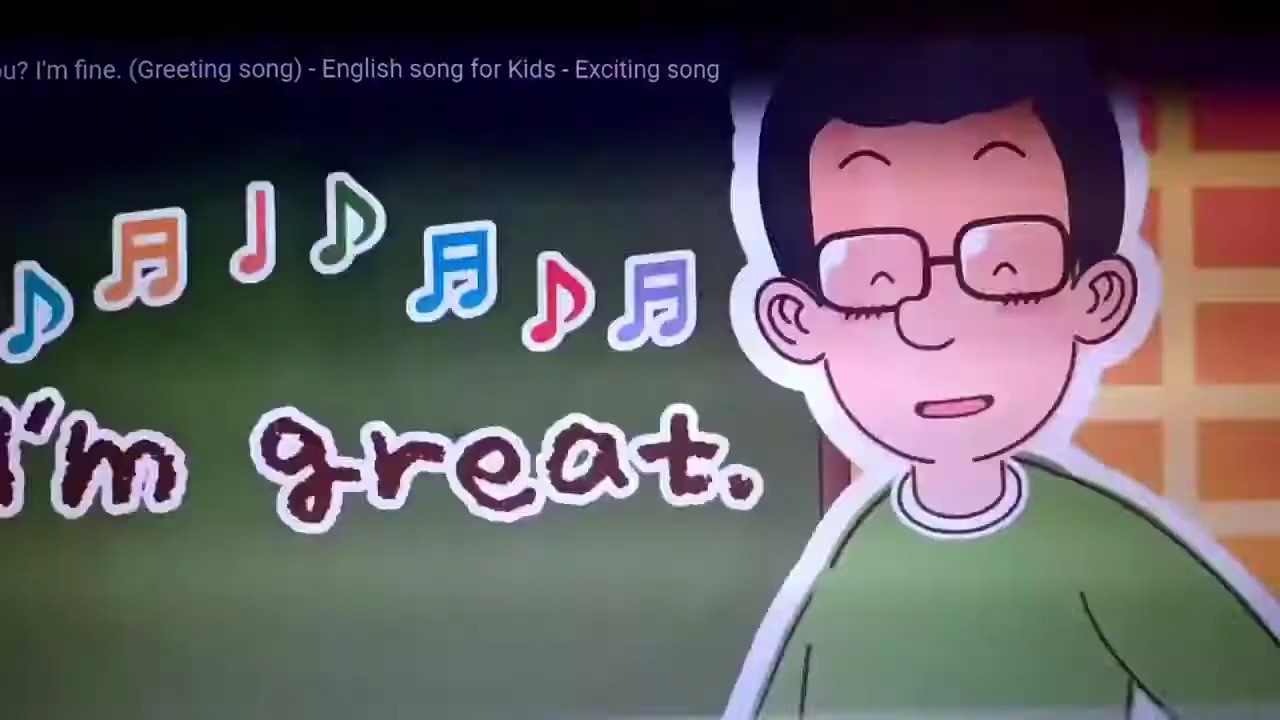 ou? I'm fine. (Greeting song) - English song for Kids - Exciting song
I'm great.